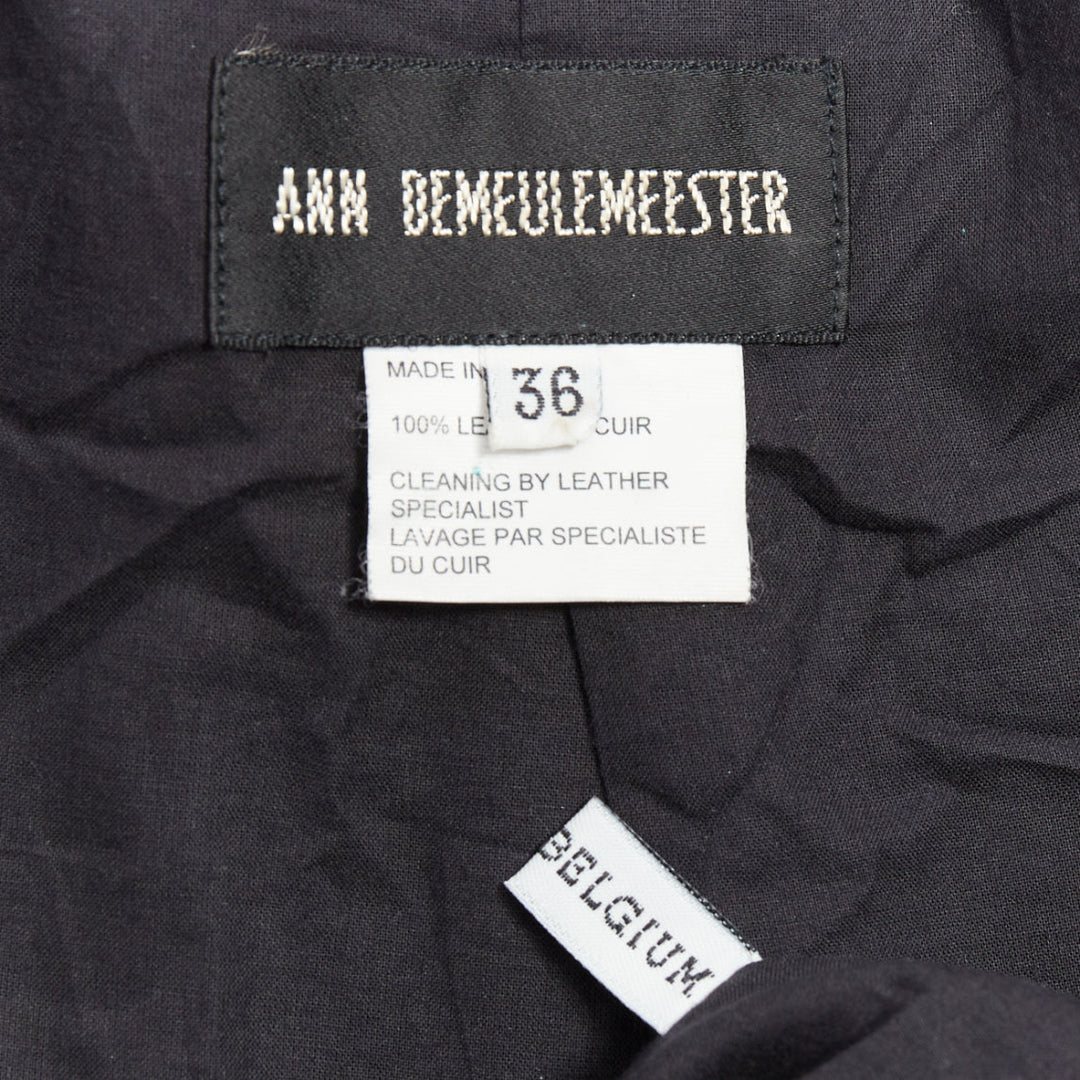 ANN DEMEULEMEESTER
MADE IN
36
100% LE CUIR
CLEANING BY LEATHER
SPECIALIST
LAVAGE PAR SPECIALISTE
DU CUIR
BELGIUM